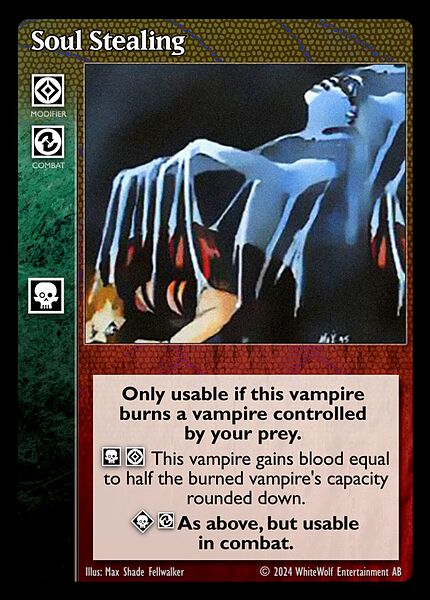 Soul Stealing
MODIFIER
COMBAT
Only usable if this vampire
burns a vampire controlled
by your prey.
This vampire gains blood equal
to half the burned vampire's capacity
rounded down.
As above, but usable
in combat.
Illus: Max Shade Fellwalker
© 2024 WhiteWolf Entertainment AB